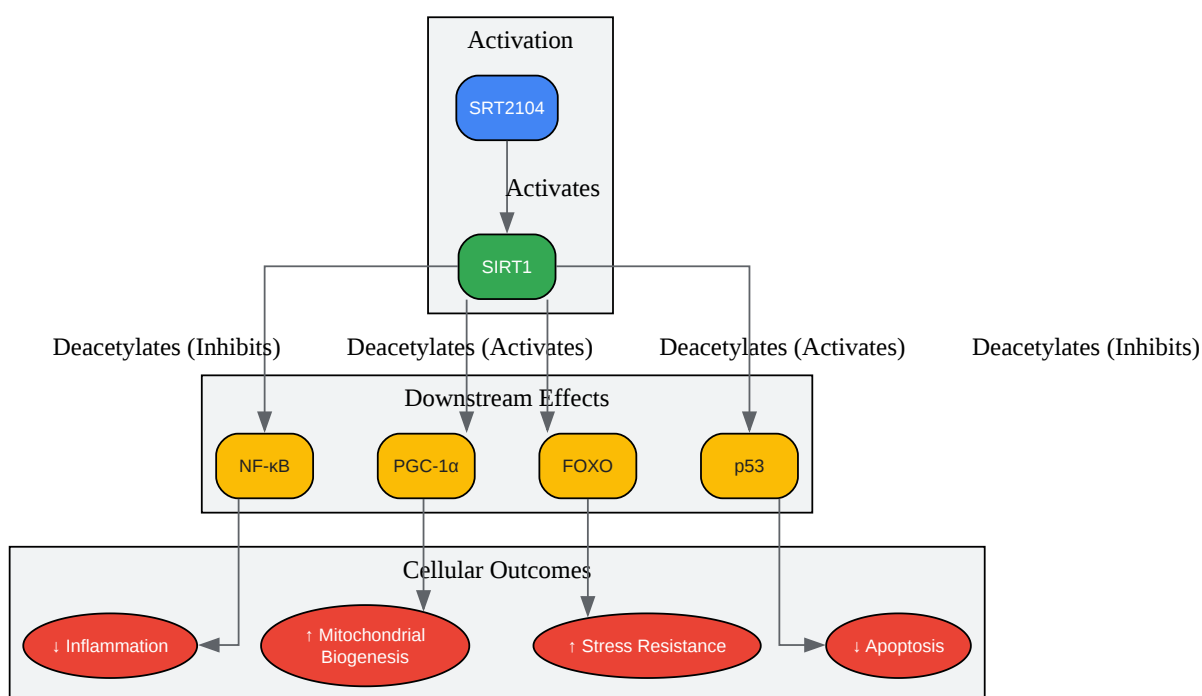 Activation
SRT2104
Activates
SIRT1
Deacetylates (Inhibits)
Deacetylates (Activates)
Deacetylates (Activates)
Deacetylates (Inhibits)
Downstream Effects
NF-κB
PGC-1α
FOXO
p53
Cellular Outcomes
↓ Inflammation
↑ Mitochondrial
Biogenesis
↑ Stress Resistance
↓ Apoptosis